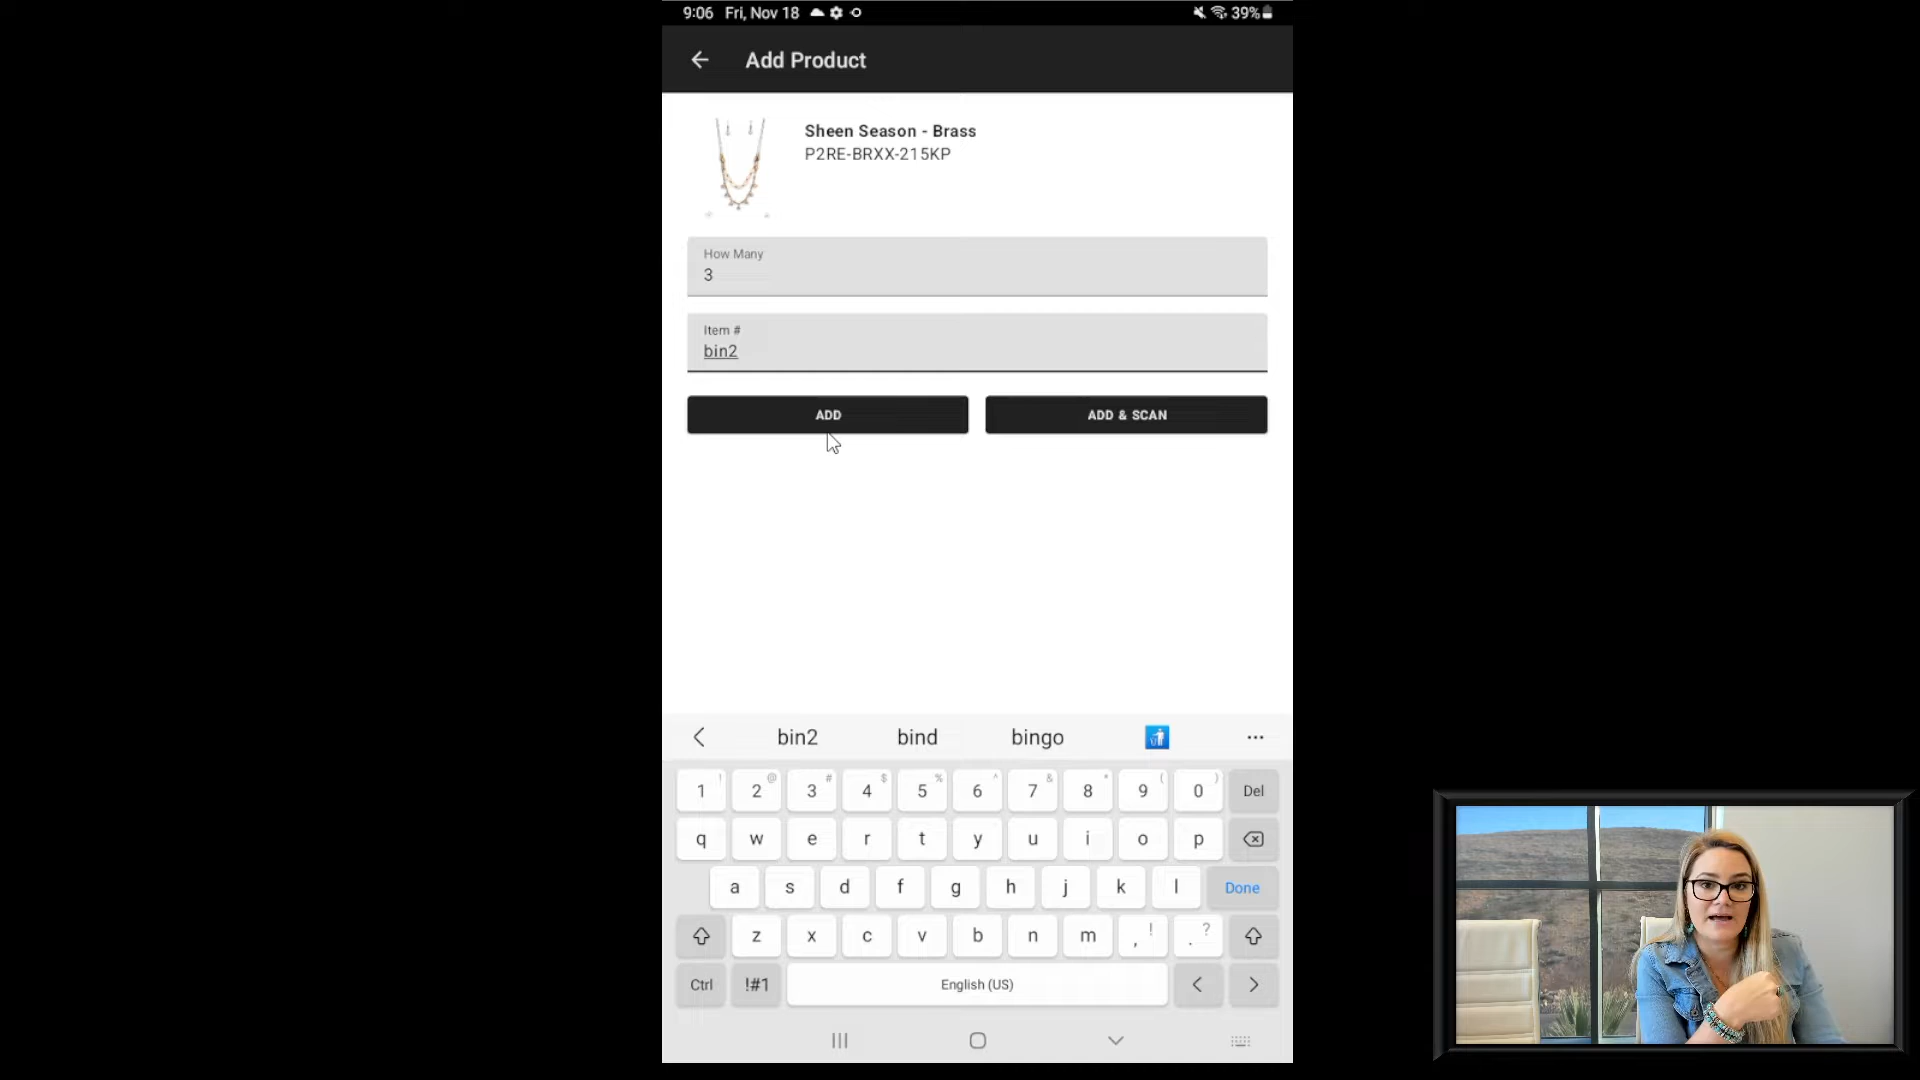 9:06 Fri, Nov 18 39%
Add Product
Sheen Season - Brass
P2RE-BRXX-215KP
How Many
3
Item #
bin2
ADD ADD & SCAN
bin2 bind bingo ...
1 ! 2 @ 3 # 4 $ 5 % 6 ^ 7 & 8 * 9 ( 0 ) Del
q w e r t y u i o p
a s d f g h j k l Done
z x c v b n m , ! . ?
Ctrl !#1 English (US) < >